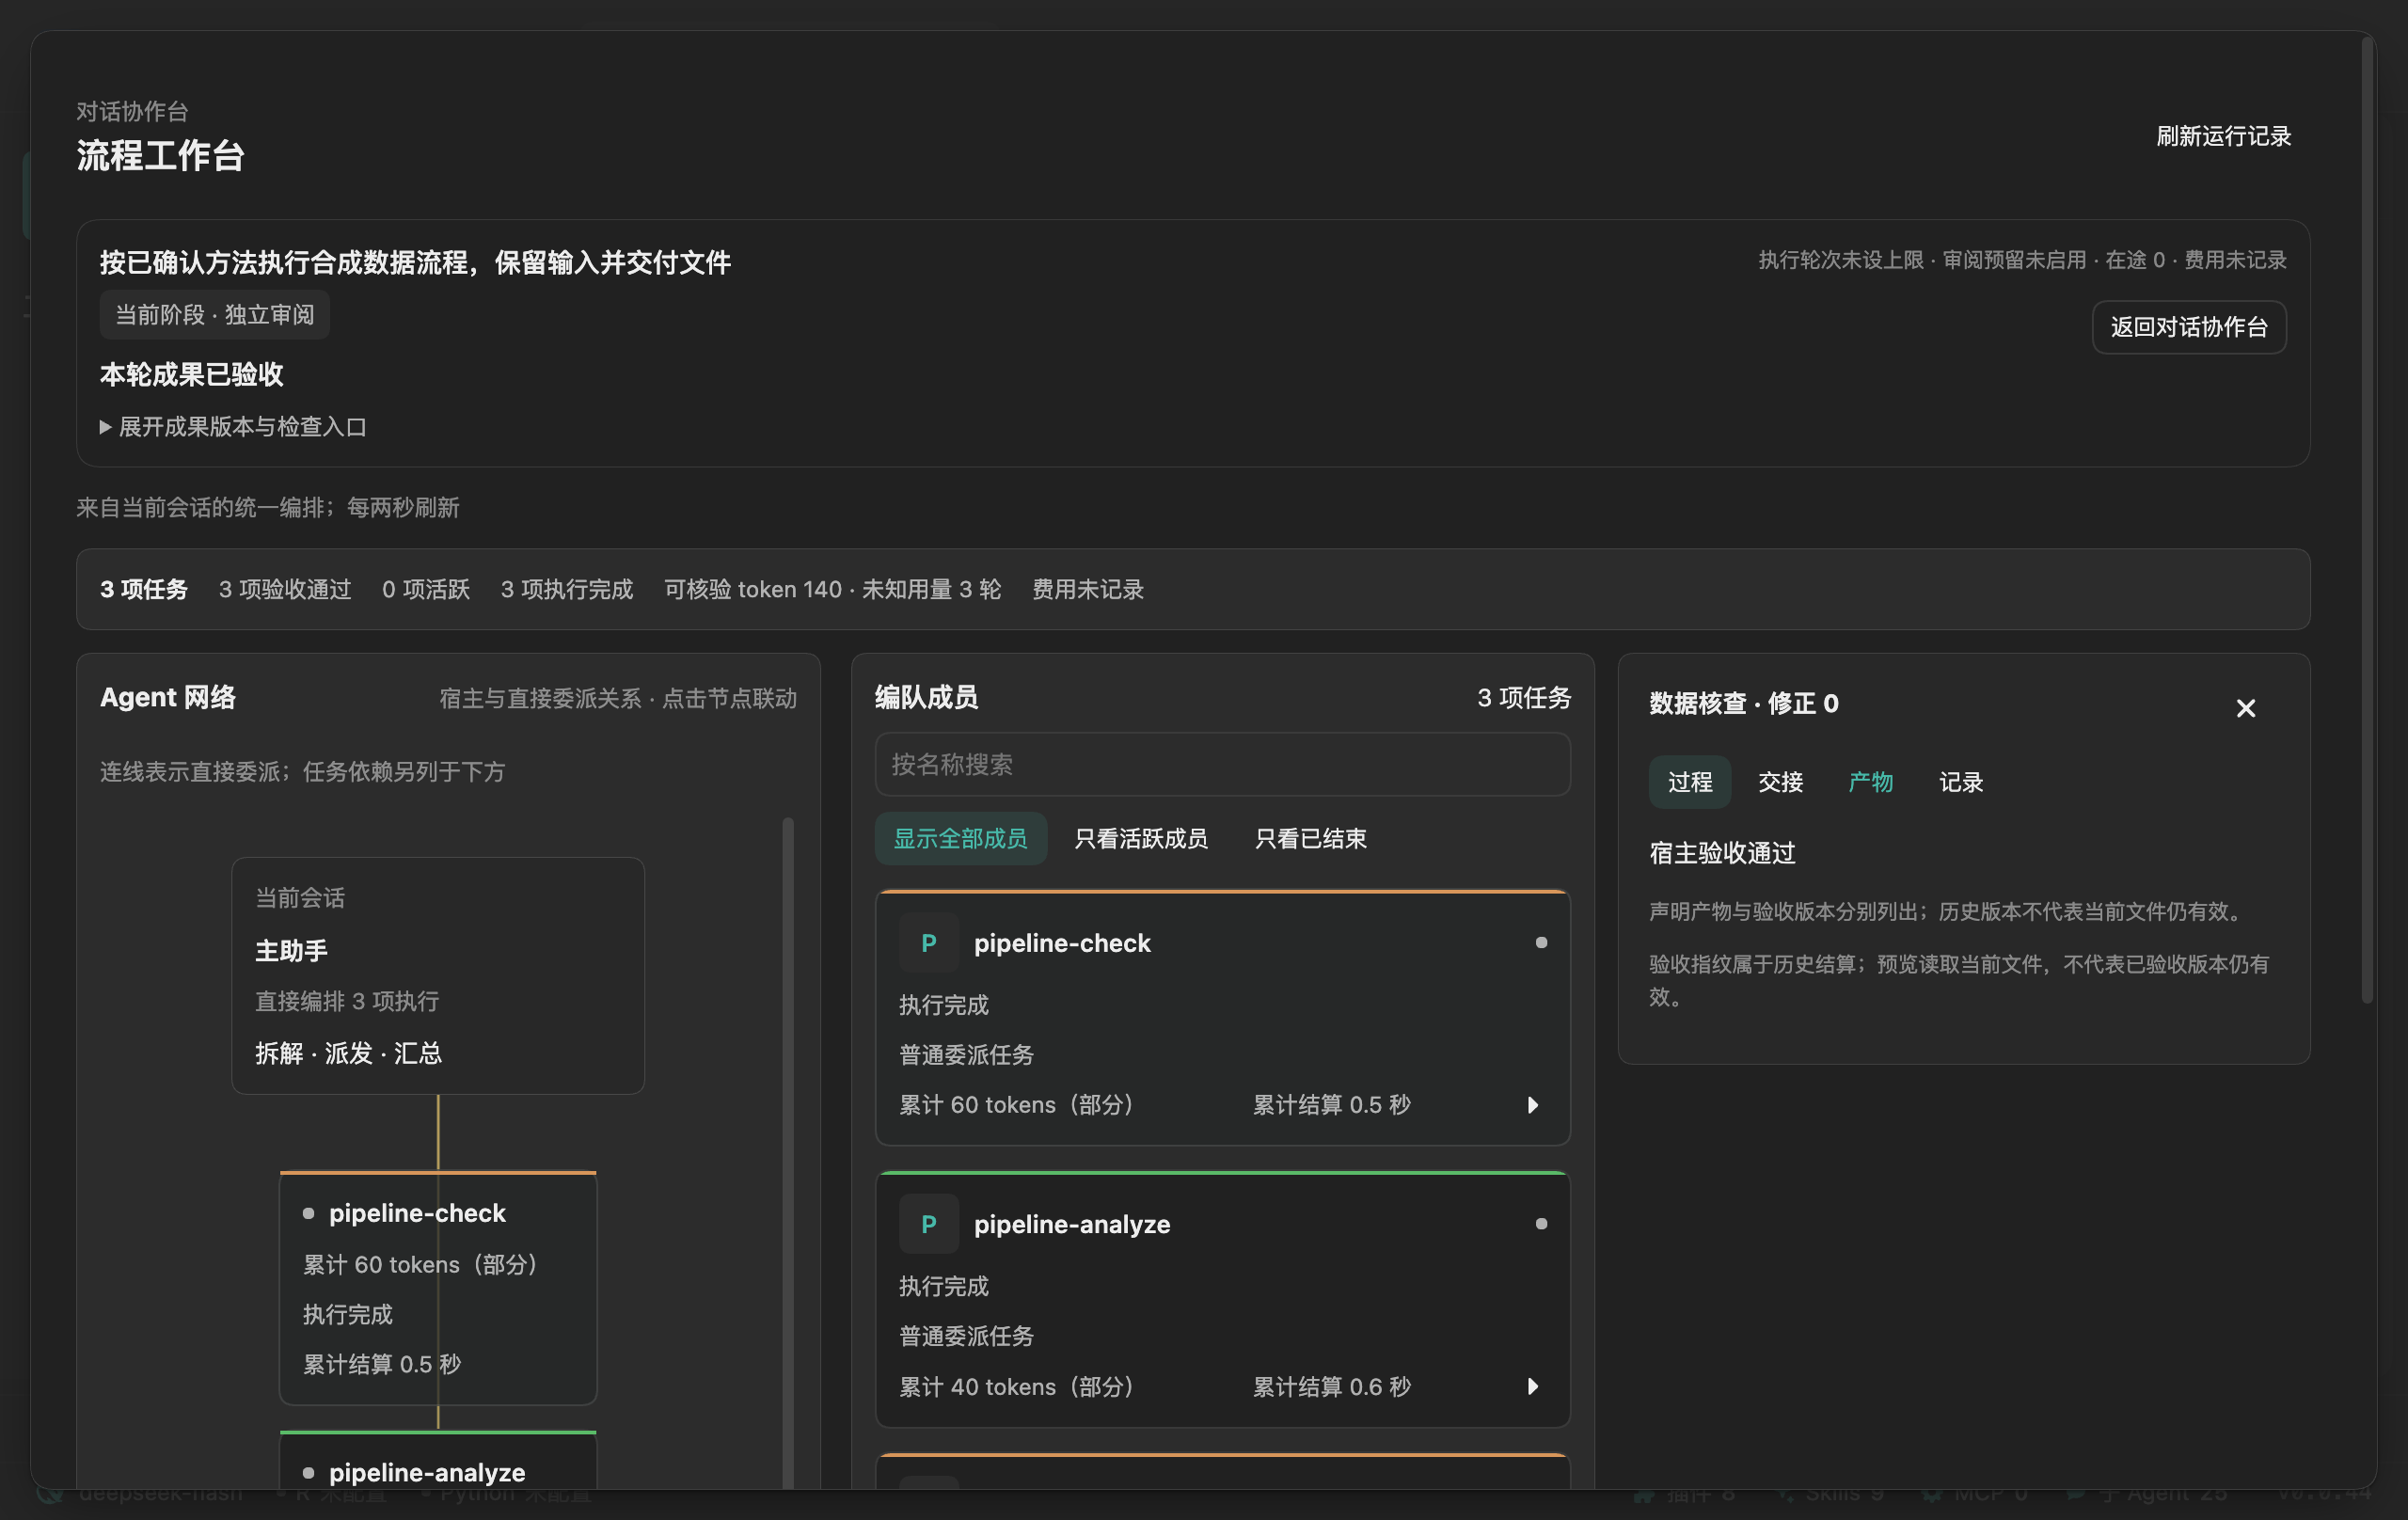 对话协作台
流程工作台
刷新运行记录
按已确认方法执行合成数据流程，保留输入并交付文件
执行轮次未设上限 · 审阅预留未启用 · 在途 0 · 费用未记录
当前阶段 · 独立审阅
返回对话协作台
本轮成果已验收
展开成果版本与检查入口
来自当前会话的统一编排；每两秒刷新
3 项任务 3 项验收通过 0 项活跃 3 项执行完成 可核验 token 140 · 未知用量 3 轮 费用未记录
Agent 网络
宿主与直接委派关系 · 点击节点联动
连线表示直接委派；任务依赖另列于下方
当前会话
主助手
直接编排 3 项执行
拆解 · 派发 · 汇总
pipeline-check
累计 60 tokens（部分）
执行完成
累计结算 0.5 秒
pipeline-analyze
编队成员
3 项任务
按名称搜索
显示全部成员 只看活跃成员 只看已结束
P pipeline-check
执行完成
普通委派任务
累计 60 tokens（部分） 累计结算 0.5 秒
P pipeline-analyze
执行完成
普通委派任务
累计 40 tokens（部分） 累计结算 0.6 秒
数据核查 · 修正 0
过程 交接 产物 记录
宿主验收通过
声明产物与验收版本分别列出；历史版本不代表当前文件仍有效。
验收指纹属于历史结算；预览读取当前文件，不代表已验收版本仍有
效。
R 未配置 Python 未配置
插件 8 Skills 9 MCP 0 子 Agent 25